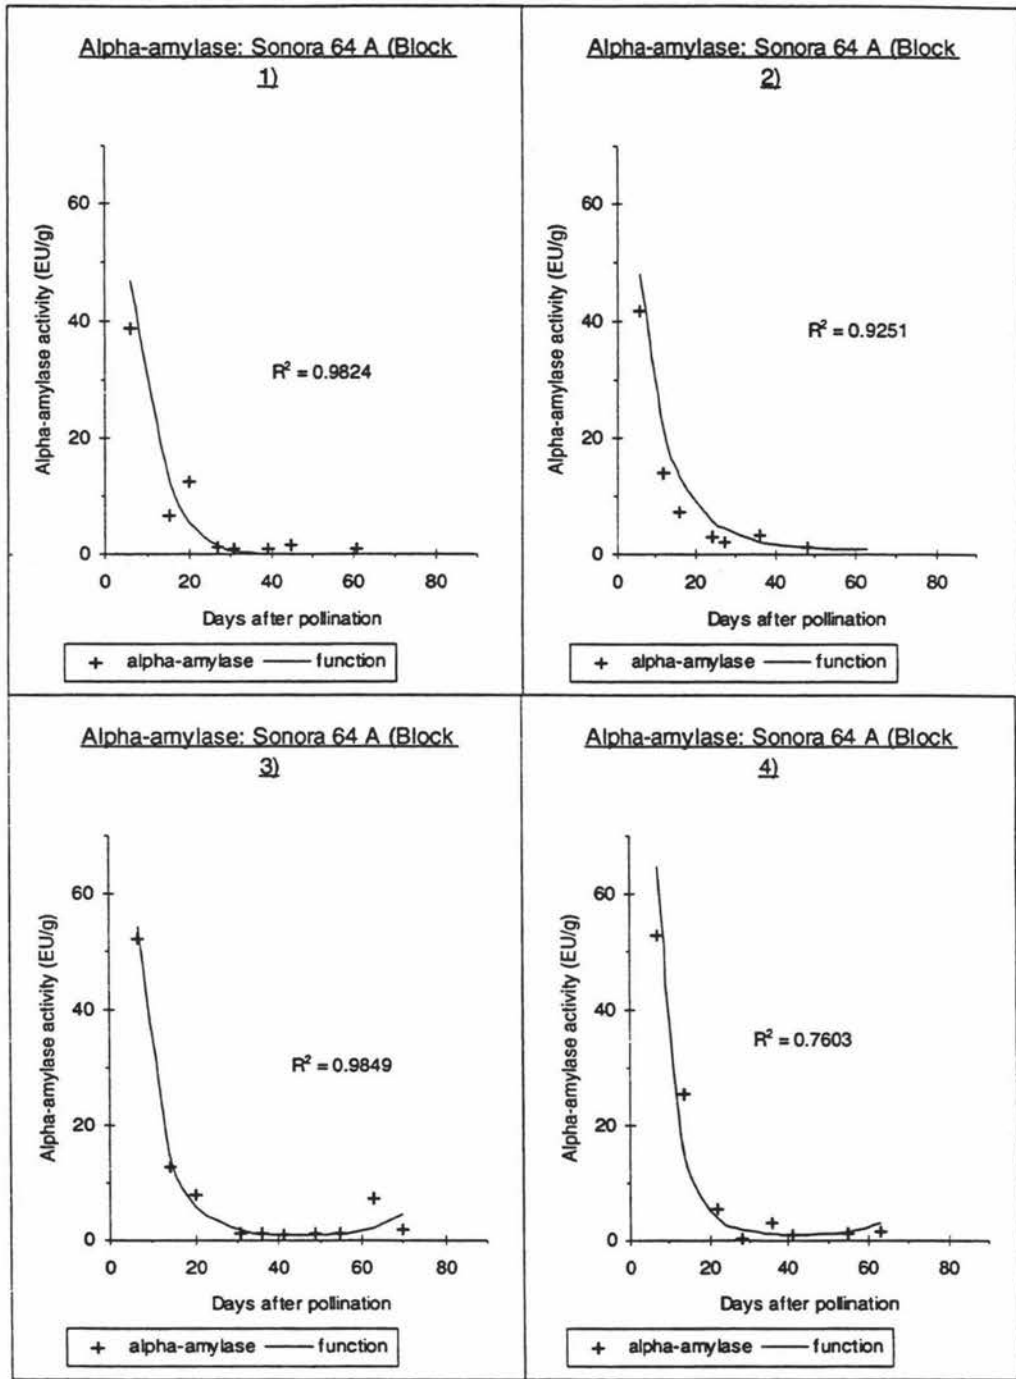 Alpha-amylase: Sonora 64 A (Block
1)
60
40
20
0
Alpha-amylase activity (EU/g)
R² = 0.9824
0 20 40 60 80
Days after pollination
+ alpha-amylase — function
Alpha-amylase: Sonora 64 A (Block
2)
60
40
20
0
Alpha-amylase activity (EU/g)
R² = 0.9251
0 20 40 60 80
Days after pollination
+ alpha-amylase — function
Alpha-amylase: Sonora 64 A (Block
3)
60
40
20
0
Alpha-amylase activity (EU/g)
R² = 0.9849
0 20 40 60 80
Days after pollination
+ alpha-amylase — function
Alpha-amylase: Sonora 64 A (Block
4)
60
40
20
0
Alpha-amylase activity (EU/g)
R² = 0.7603
0 20 40 60 80
Days after pollination
+ alpha-amylase — function